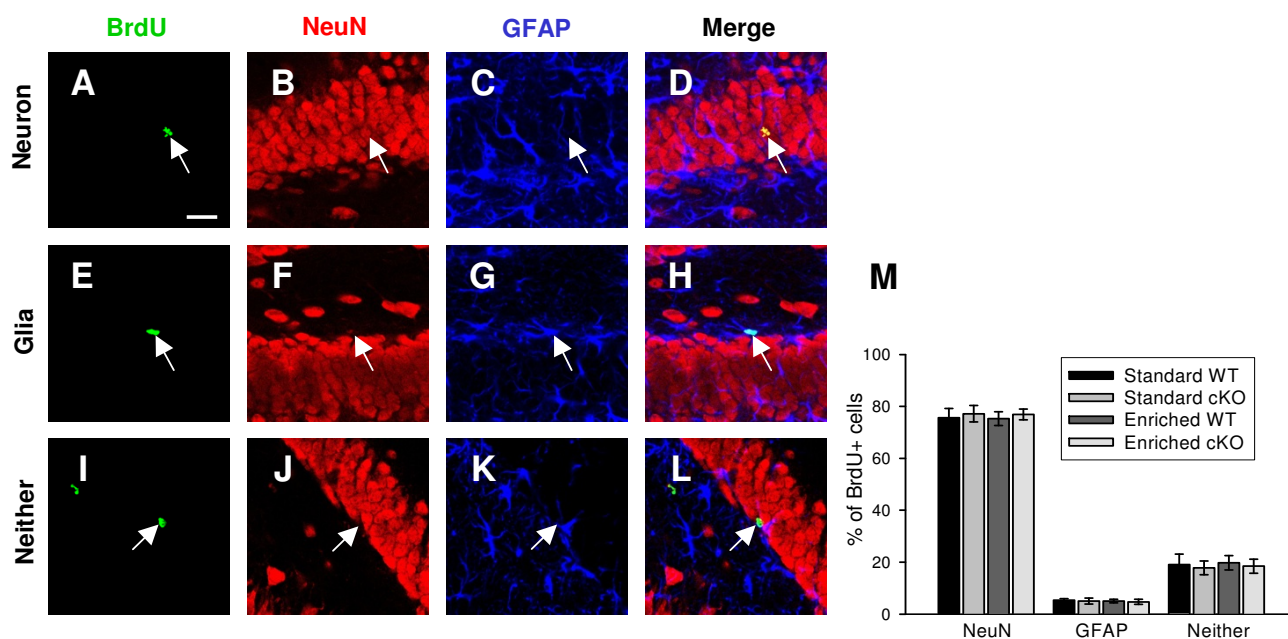 BrdU NeuN GFAP Merge
Neuron
A B C D
Glia
E F G H
Neither
I J K L
M
100
80
60
40
20
0
% of BrdU+ cells
Standard WT
Standard cKO
Enriched WT
Enriched cKO
NeuN GFAP Neither